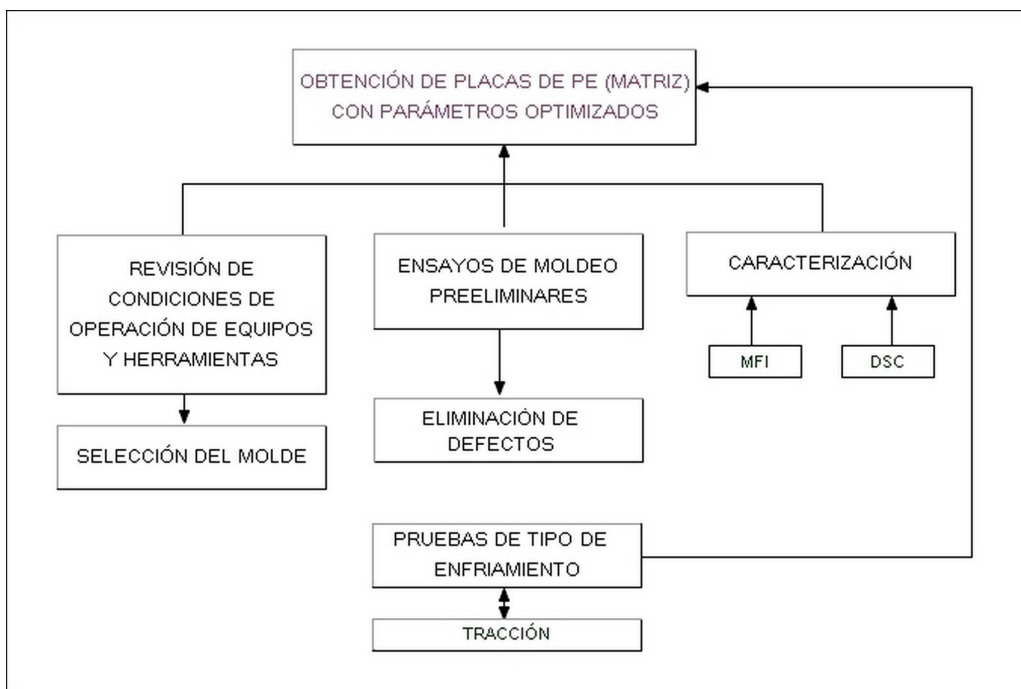 OBTENCIÓN DE PLACAS DE PE (MATRIZ)
CON PARÁMETROS OPTIMIZADOS
REVISIÓN DE
CONDICIONES DE
OPERACIÓN DE EQUIPOS
Y HERRAMIENTAS
ENSAYOS DE MOLDEO
PREELIMINARES
CARACTERIZACIÓN
MFI
DSC
SELECCIÓN DEL MOLDE
ELIMINACIÓN DE
DEFECTOS
PRUEBAS DE TIPO DE
ENFRIAMIENTO
TRACCIÓN